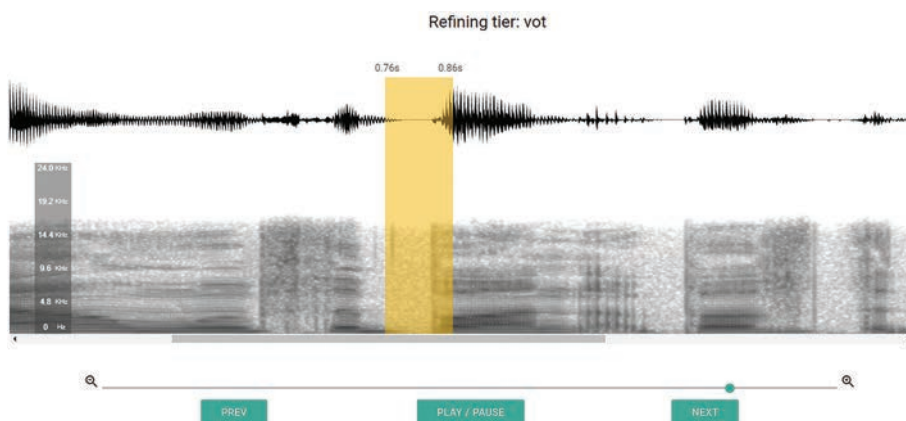 Refining tier: vot
0.76s 0.86s
24.0 KHz
19.2 KHz
14.4 KHz
9.6 KHz
4.8 KHz
0 Hz
PREV PLAY / PAUSE NEXT